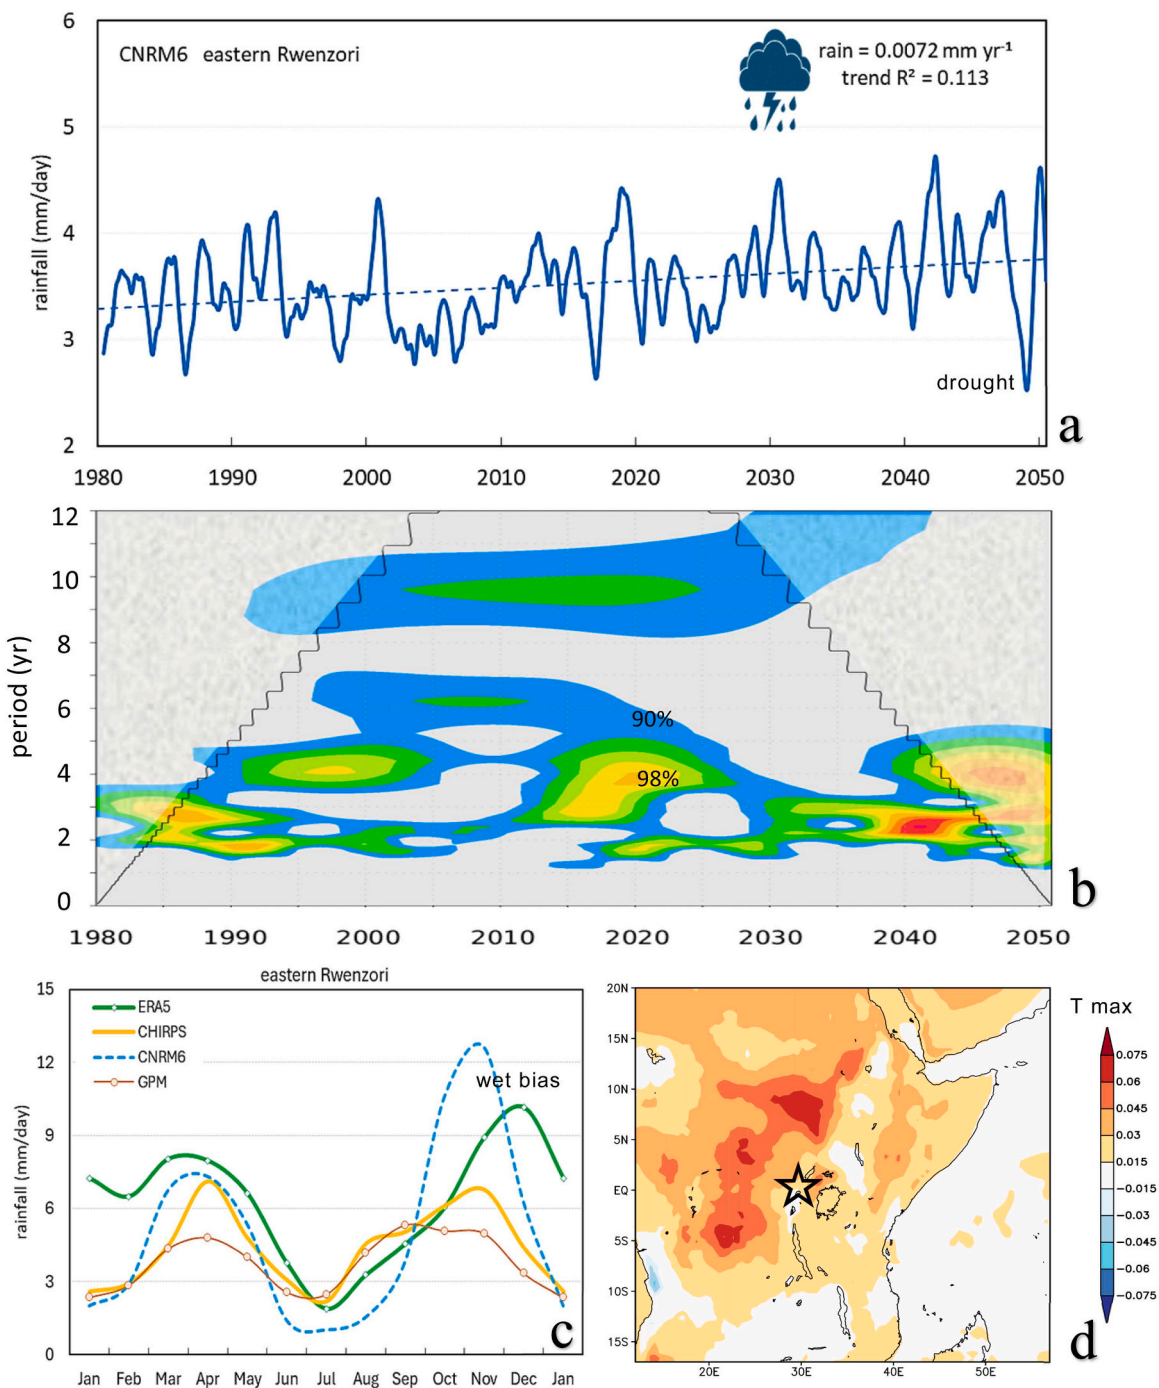 6
CNRM6 eastern Rwenzori
rain = 0.0072 mm yr⁻¹
trend R² = 0.113
5
4
3
2
rainfall (mm/day)
drought
a
1980 1990 2000 2010 2020 2030 2040 2050
12
10
8
6
4
2
0
period (yr)
90%
98%
b
1980 1990 2000 2010 2020 2030 2040 2050
eastern Rwenzori
15
12
9
6
3
0
rainfall (mm/day)
ERA5
CHIRPS
CNRM6
GPM
wet bias
c
Jan Feb Mar Apr May Jun Jul Aug Sep Oct Nov Dec Jan
20N
15N
10N
5N
EQ
5S
10S
15S
20E 30E 40E 50E
T max
0.075
0.06
0.045
0.03
0.015
−0.015
−0.03
−0.045
−0.06
−0.075
d